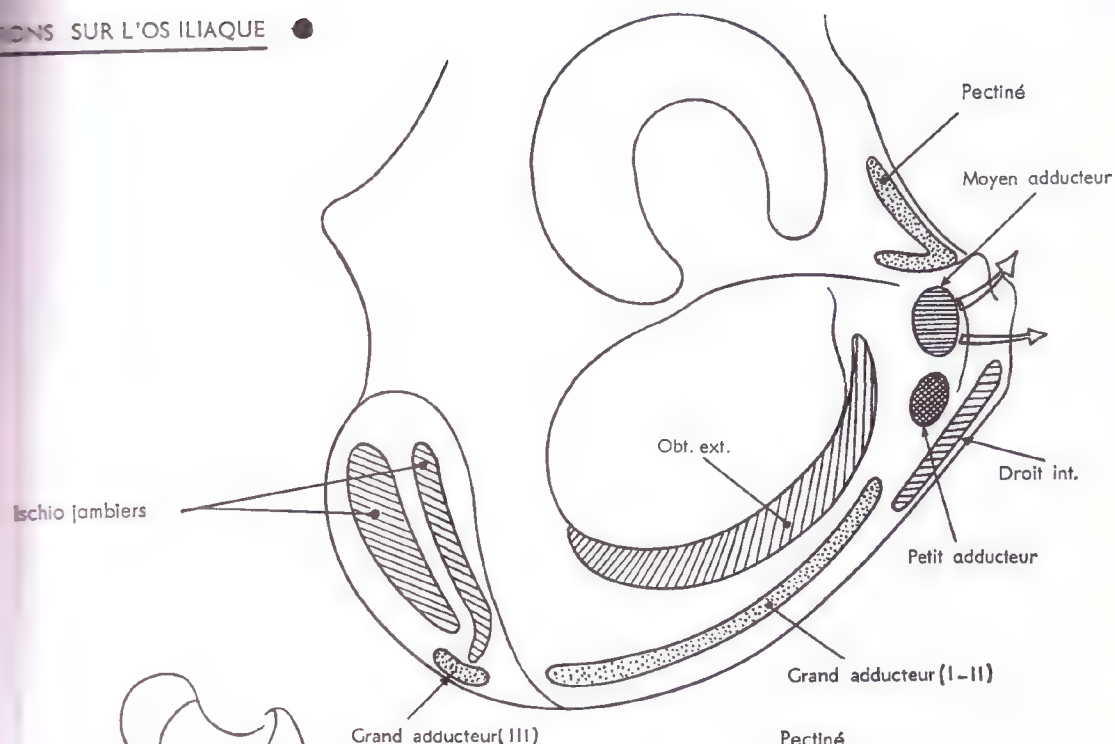 SUR L'OS ILIAQUE
Pectiné
Moyen adducteur
Obt. ext.
Droit int.
Ischio jambiers
Petit adducteur
Grand adducteur (I-II)
Grand adducteur (III)
Pectiné